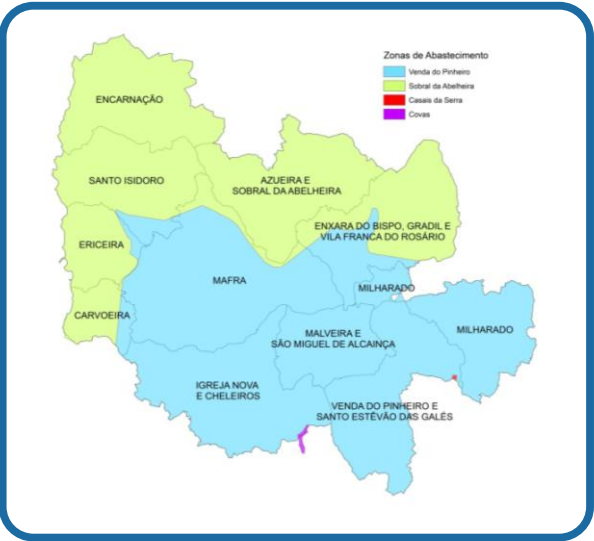 Zonas de Abastecimento
Venda do Pinheiro
Sobral da Abelheira
Casais da Serra
Covas
ENCARNAÇÃO
SANTO ISIDORO
AZUEIRA E
SOBRAL DA ABELHEIRA
ERICEIRA
ENXARA DO BISPO, GRADIL E
VILA FRANCA DO ROSÁRIO
MAFRA
MILHARADO
CARVOEIRA
MALVEIRA E
SÃO MIGUEL DE ALCAINÇA
MILHARADO
IGREJA NOVA
E CHELEIROS
VENDA DO PINHEIRO E
SANTO ESTÊVÃO DAS GALÉS